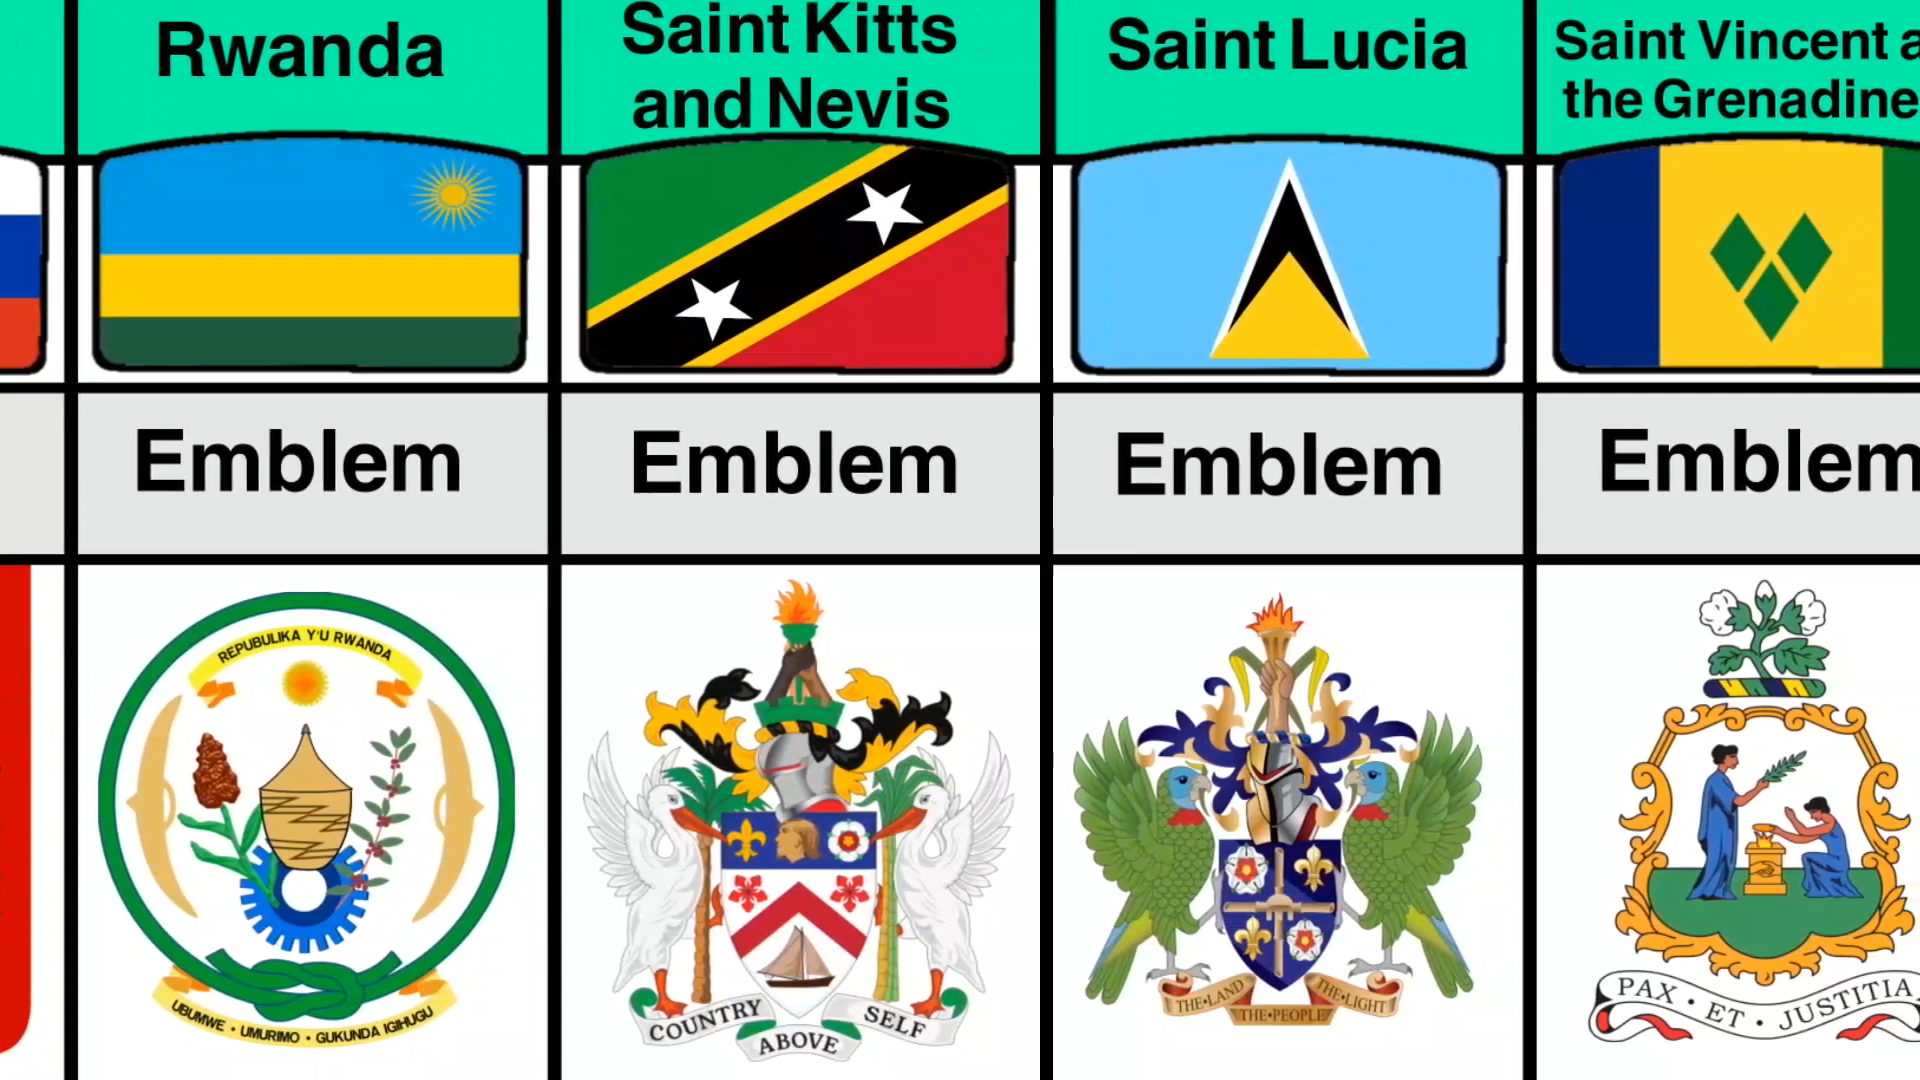 Rwanda
Saint Kitts
and Nevis
Saint Lucia
Saint Vincent a
the Grenadine
Emblem
Emblem
Emblem
Emblem
REPUBULIKA Y'U RWANDA
UBUMWE • UMURIMO • GUKUNDA IGIHUGU
COUNTRY
ABOVE
SELF
THE•LAND
THE•PEOPLE
THE•LIGHT
PAX • ET • JUSTITIA